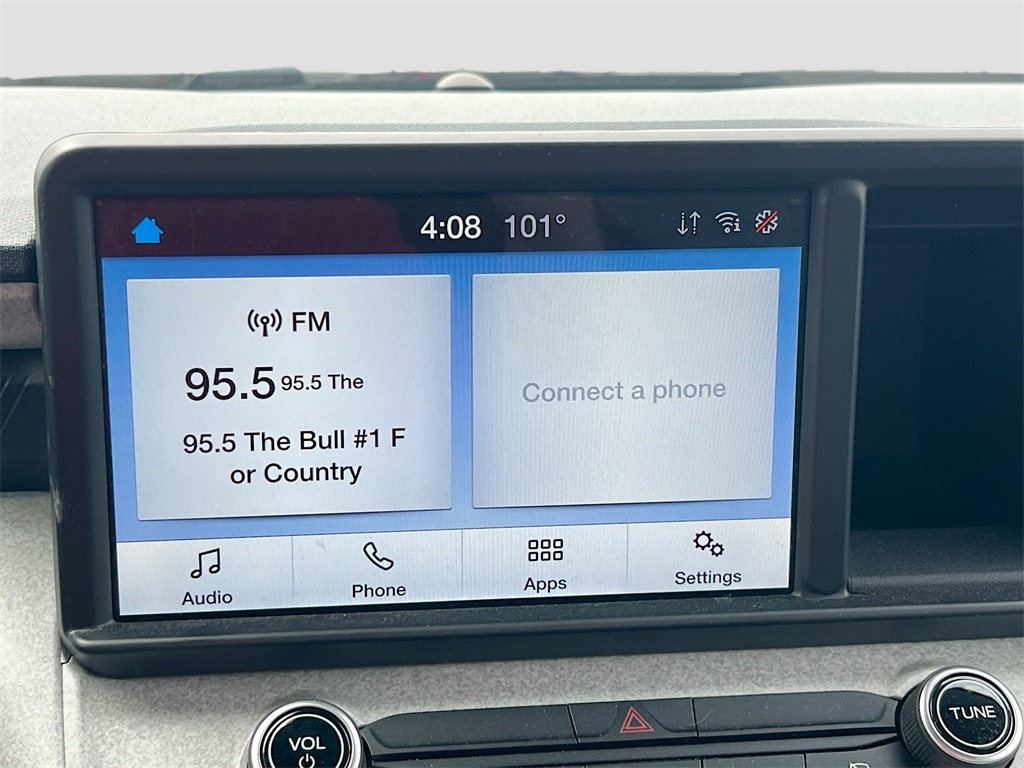 4:08 101°
FM
95.5 95.5 The
95.5 The Bull #1 F
or Country
Connect a phone
Audio
Phone
Apps
Settings
VOL
TUNE